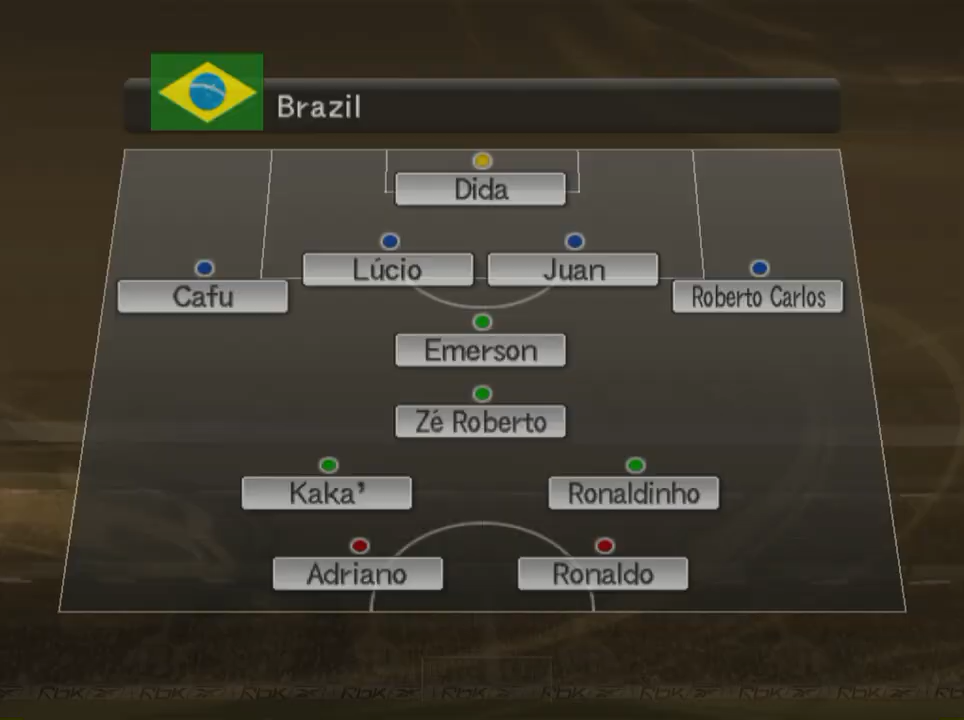 Brazil
Dida
Lúcio
Juan
Cafu
Roberto Carlos
Emerson
Zé Roberto
Kaka’
Ronaldinho
Adriano
Ronaldo